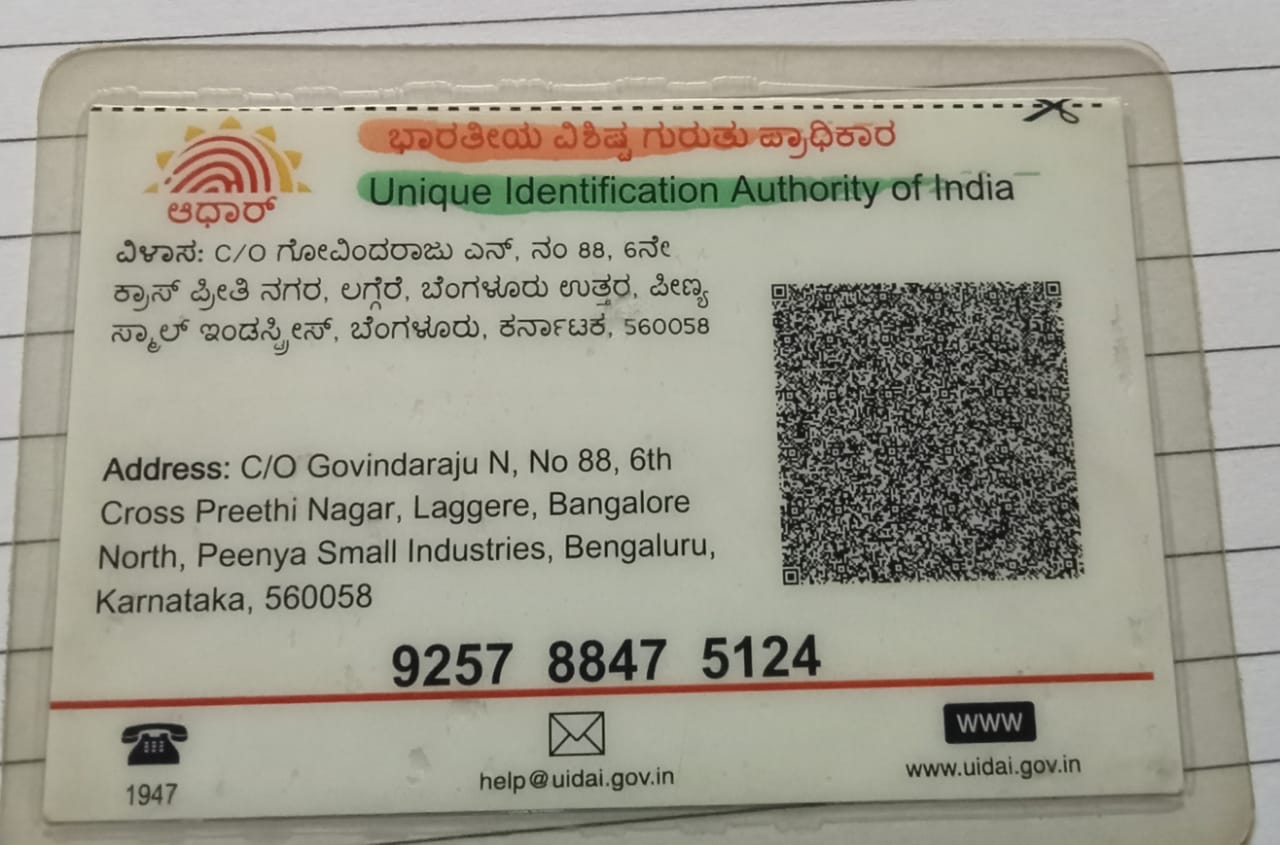 ಭಾರತೀಯ ವಿಶಿಷ್ಟ ಗುರುತು ಪ್ರಾಧಿಕಾರ
Unique Identification Authority of India
ಆಧಾರ್
ವಿಳಾಸ: C/O ಗೋವಿಂದರಾಜು ಎನ್, ನಂ 88, 6ನೇ
ಕ್ರಾಸ್ ಪ್ರೀತಿ ನಗರ, ಲಗ್ಗೆರೆ, ಬೆಂಗಳೂರು ಉತ್ತರ, ಪೀಣ್ಯ
ಸ್ಮಾಲ್ ಇಂಡಸ್ಟ್ರೀಸ್, ಬೆಂಗಳೂರು, ಕರ್ನಾಟಕ, 560058
Address: C/O Govindaraju N, No 88, 6th
Cross Preethi Nagar, Laggere, Bangalore
North, Peenya Small Industries, Bengaluru,
Karnataka, 560058
9257 8847 5124
WWW
1947
help@uidai.gov.in
www.uidai.gov.in